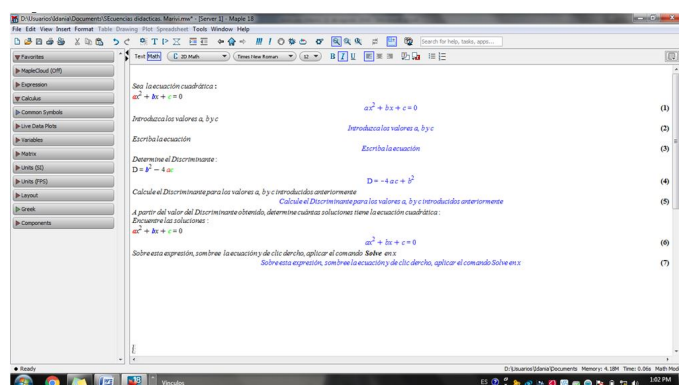 D:\Usuarios\Idania\Documents\SEcuencias didacticas. Marivi.mw* - [Server 1] - Maple 18
File Edit View Insert Format Table Drawing Plot Spreadsheet Tools Window Help
Search for help, tasks, apps...
Text Math C 2D Math Times New Roman 12 B I U
Favorites
MapleCloud (Off)
Expression
Calculus
Common Symbols
Live Data Plots
Variables
Matrix
Units (SI)
Units (FPS)
Layout
Greek
Components
Sea la ecuación cuadrática :
ax² + bx + c = 0
ax² + bx + c = 0 (1)
Introduzca los valores a, b y c
Introduzca los valores a, b y c (2)
Escriba la ecuación
Escriba la ecuación (3)
Determine el Discriminante :
D = b² − 4 ac
D = −4 a c + b² (4)
Calcule el Discriminante para los valores a, b y c introducidos anteriormente
Calcule el Discriminante para los valores a, b y c introducidos anteriormente (5)
A partir del valor del Discriminante obtenido, determine cuántas soluciones tiene la ecuación cuadrática :
Encuentre las soluciones :
ax² + bx + c = 0
ax² + bx + c = 0 (6)
Sobre esta expresión, sombree la ecuación y de clic dercho, aplicar el comando Solve en x
Sobre esta expresión, sombree la ecuación y de clic dercho, aplicar el comando Solve en x (7)
Ready
D:\Usuarios\Idania\Documents Memory: 4.18M Time: 0.06s Math Mod
Vínculos
ES
1:02 PM